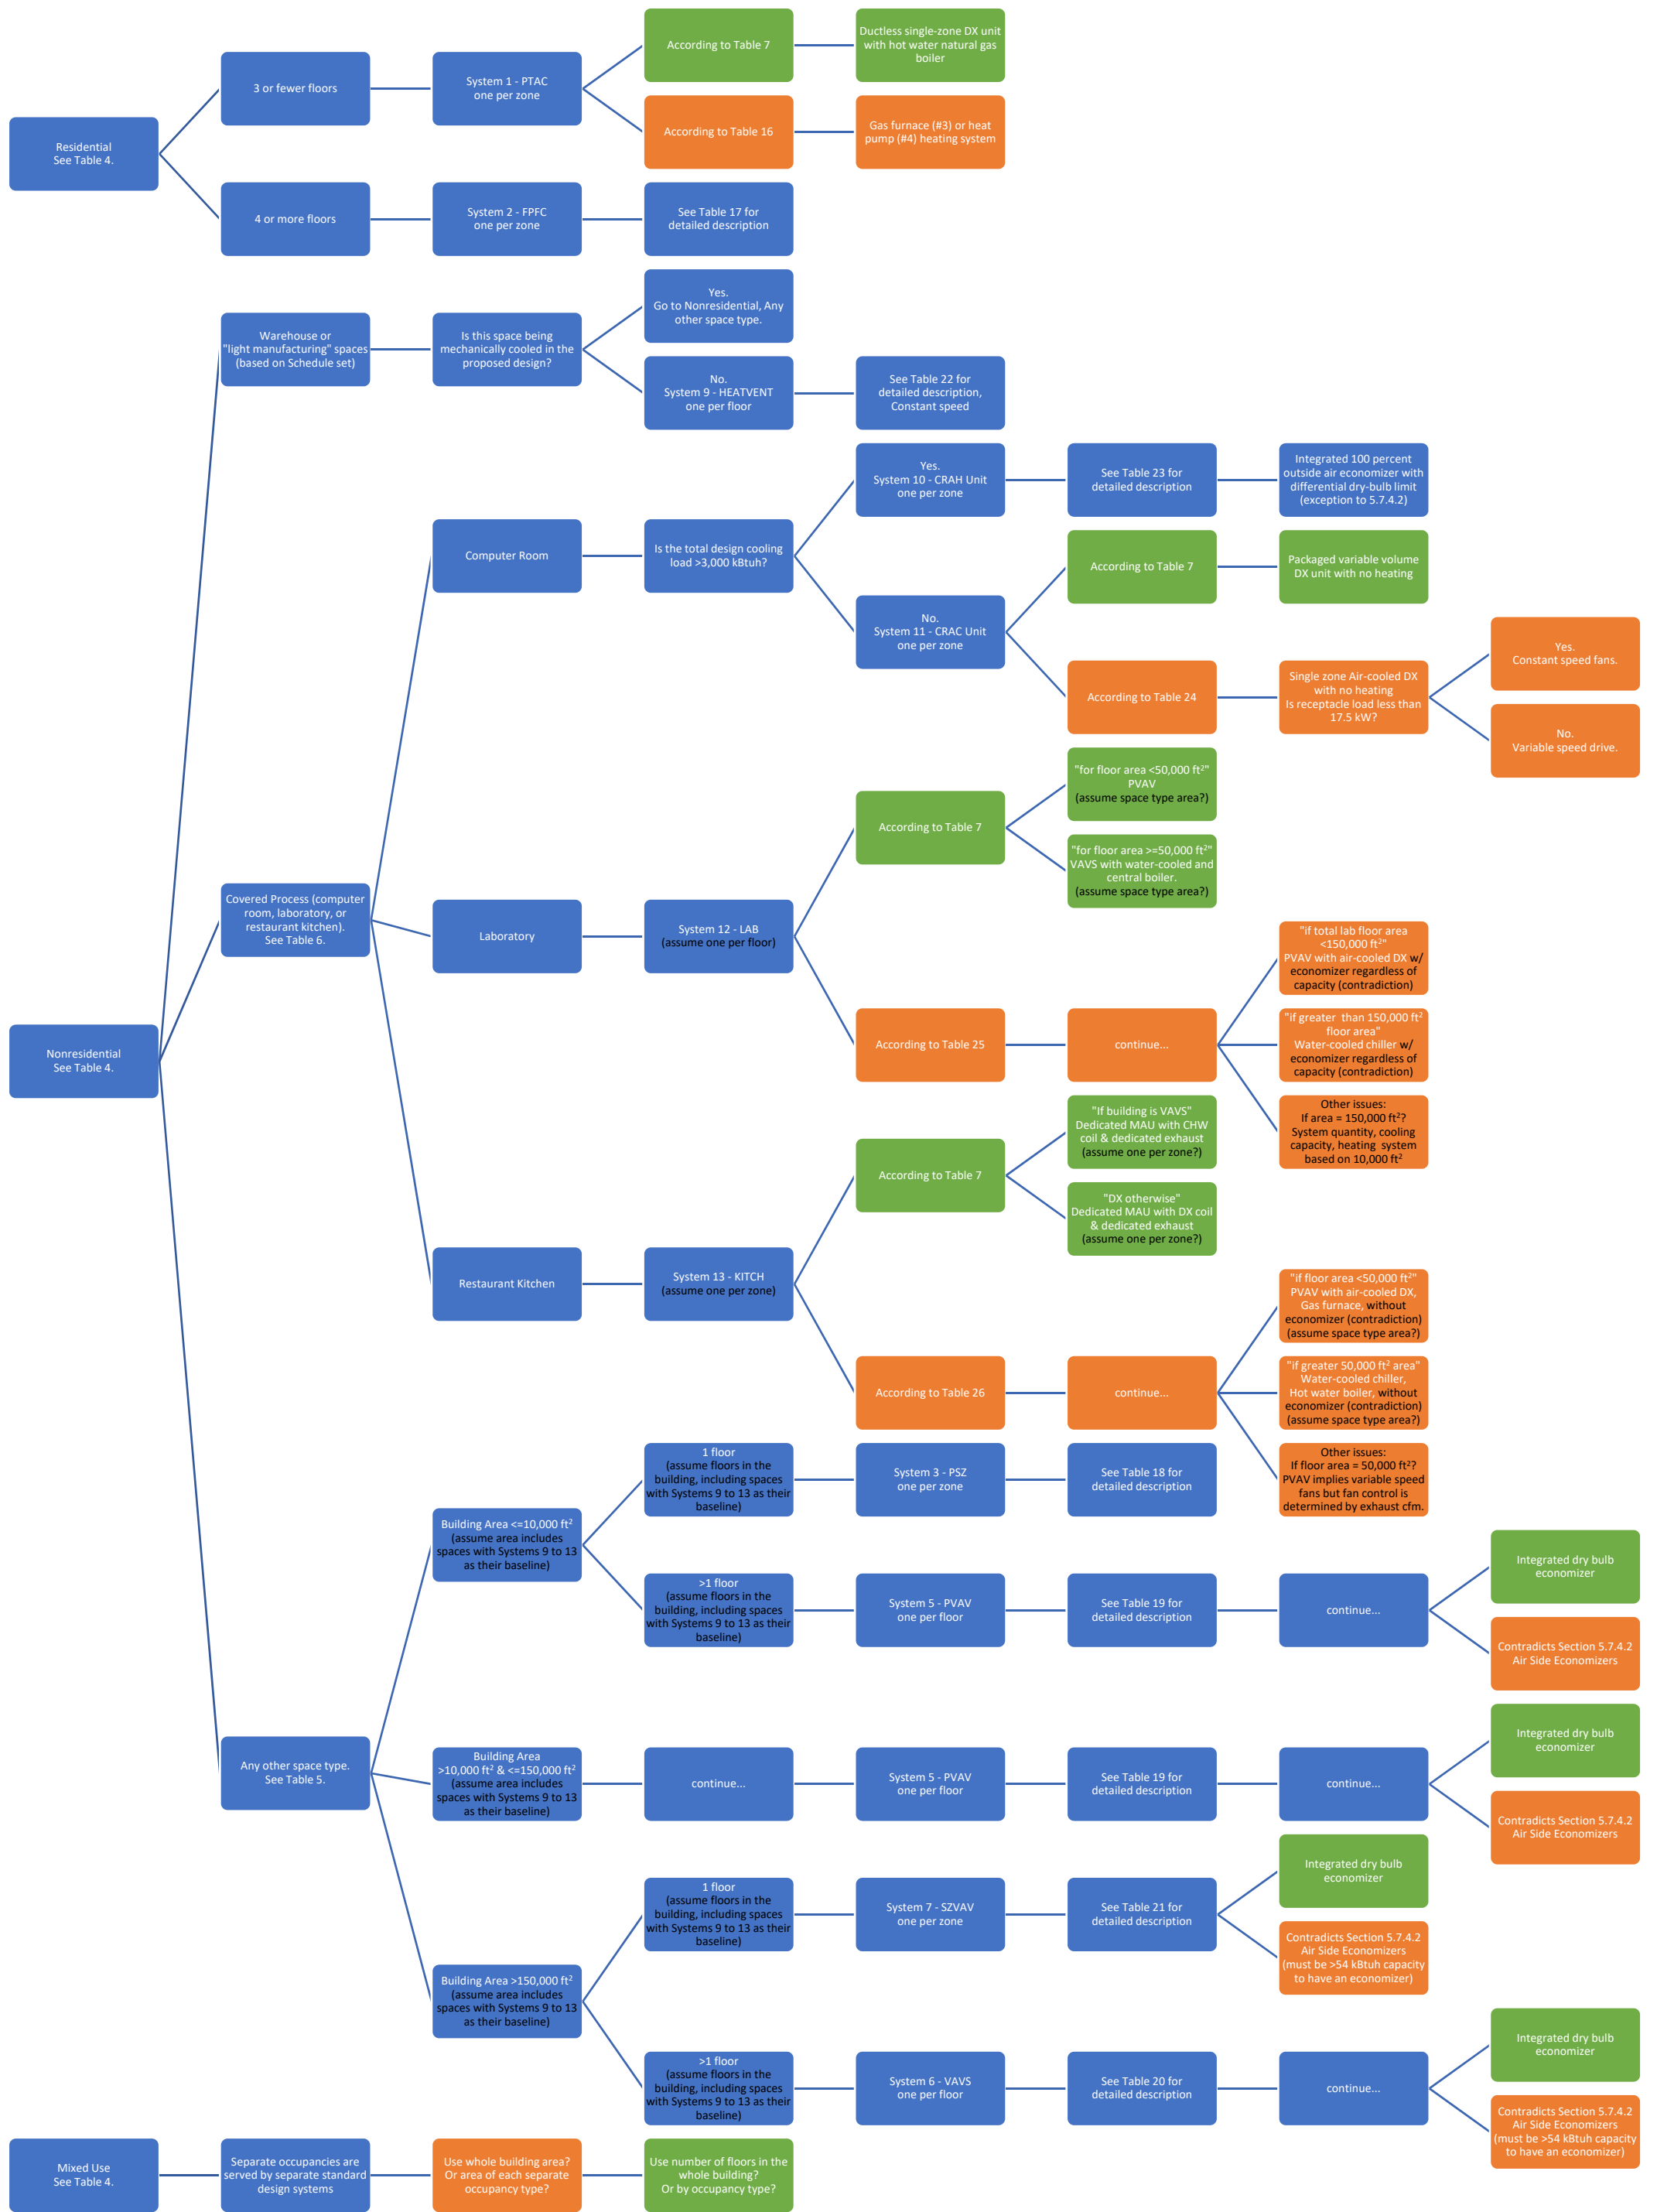 Residential
See Table 4.
3 or fewer floors
System 1 - PTAC
one per zone
According to Table 7
Ductless single-zone DX unit
with hot water natural gas
boiler
According to Table 16
Gas furnace (#3) or heat
pump (#4) heating system
4 or more floors
System 2 - FPFC
one per zone
See Table 17 for
detailed description
Nonresidential
See Table 4.
Warehouse or
"light manufacturing" spaces
(based on Schedule set)
Is this space being
mechanically cooled in the
proposed design?
Yes.
Go to Nonresidential, Any
other space type.
No.
System 9 - HEATVENT
one per floor
See Table 22 for
detailed description,
Constant speed
Covered Process (computer
room, laboratory, or
restaurant kitchen).
See Table 6.
Computer Room
Is the total design cooling
load >3,000 kBtuh?
Yes.
System 10 - CRAH Unit
one per zone
See Table 23 for
detailed description
Integrated 100 percent
outside air economizer with
differential dry-bulb limit
(exception to 5.7.4.2)
No.
System 11 - CRAC Unit
one per zone
According to Table 7
Packaged variable volume
DX unit with no heating
According to Table 24
Single zone Air-cooled DX
with no heating
Is receptacle load less than
17.5 kW?
Yes.
Constant speed fans.
No.
Variable speed drive.
Laboratory
System 12 - LAB
(assume one per floor)
According to Table 7
"for floor area <50,000 ft²"
PVAV
(assume space type area?)
"for floor area >=50,000 ft²"
VAVS with water-cooled and
central boiler.
(assume space type area?)
According to Table 25
continue...
"if total lab floor area
<150,000 ft²"
PVAV with air-cooled DX w/
economizer regardless of
capacity (contradiction)
"if greater  than 150,000 ft²
floor area"
Water-cooled chiller w/
economizer regardless of
capacity (contradiction)
Other issues:
If area = 150,000 ft²?
System quantity, cooling
capacity, heating  system
based on 10,000 ft²
Restaurant Kitchen
System 13 - KITCH
(assume one per zone)
According to Table 7
"If building is VAVS"
Dedicated MAU with CHW
coil & dedicated exhaust
(assume one per zone?)
"DX otherwise"
Dedicated MAU with DX coil
& dedicated exhaust
(assume one per zone?)
According to Table 26
continue...
"if floor area <50,000 ft²"
PVAV with air-cooled DX,
Gas furnace, without
economizer (contradiction)
(assume space type area?)
"if greater 50,000 ft² area"
Water-cooled chiller,
Hot water boiler, without
economizer (contradiction)
(assume space type area?)
Other issues:
If floor area = 50,000 ft²?
PVAV implies variable speed
fans but fan control is
determined by exhaust cfm.
Any other space type.
See Table 5.
Building Area <=10,000 ft²
(assume area includes
spaces with Systems 9 to 13
as their baseline)
1 floor
(assume floors in the
building, including spaces
with Systems 9 to 13 as their
baseline)
System 3 - PSZ
one per zone
See Table 18 for
detailed description
>1 floor
(assume floors in the
building, including spaces
with Systems 9 to 13 as their
baseline)
System 5 - PVAV
one per floor
See Table 19 for
detailed description
continue...
Integrated dry bulb
economizer
Contradicts Section 5.7.4.2
Air Side Economizers
Building Area
>10,000 ft² & <=150,000 ft²
(assume area includes
spaces with Systems 9 to 13
as their baseline)
continue...
System 5 - PVAV
one per floor
See Table 19 for
detailed description
continue...
Integrated dry bulb
economizer
Contradicts Section 5.7.4.2
Air Side Economizers
Building Area >150,000 ft²
(assume area includes
spaces with Systems 9 to 13
as their baseline)
1 floor
(assume floors in the
building, including spaces
with Systems 9 to 13 as their
baseline)
System 7 - SZVAV
one per zone
See Table 21 for
detailed description
Integrated dry bulb
economizer
Contradicts Section 5.7.4.2
Air Side Economizers
(must be >54 kBtuh capacity
to have an economizer)
>1 floor
(assume floors in the
building, including spaces
with Systems 9 to 13 as their
baseline)
System 6 - VAVS
one per floor
See Table 20 for
detailed description
continue...
Integrated dry bulb
economizer
Contradicts Section 5.7.4.2
Air Side Economizers
(must be >54 kBtuh capacity
to have an economizer)
Mixed Use
See Table 4.
Separate occupancies are
served by separate standard
design systems
Use whole building area?
Or area of each separate
occupancy type?
Use number of floors in the
whole building?
Or by occupancy type?